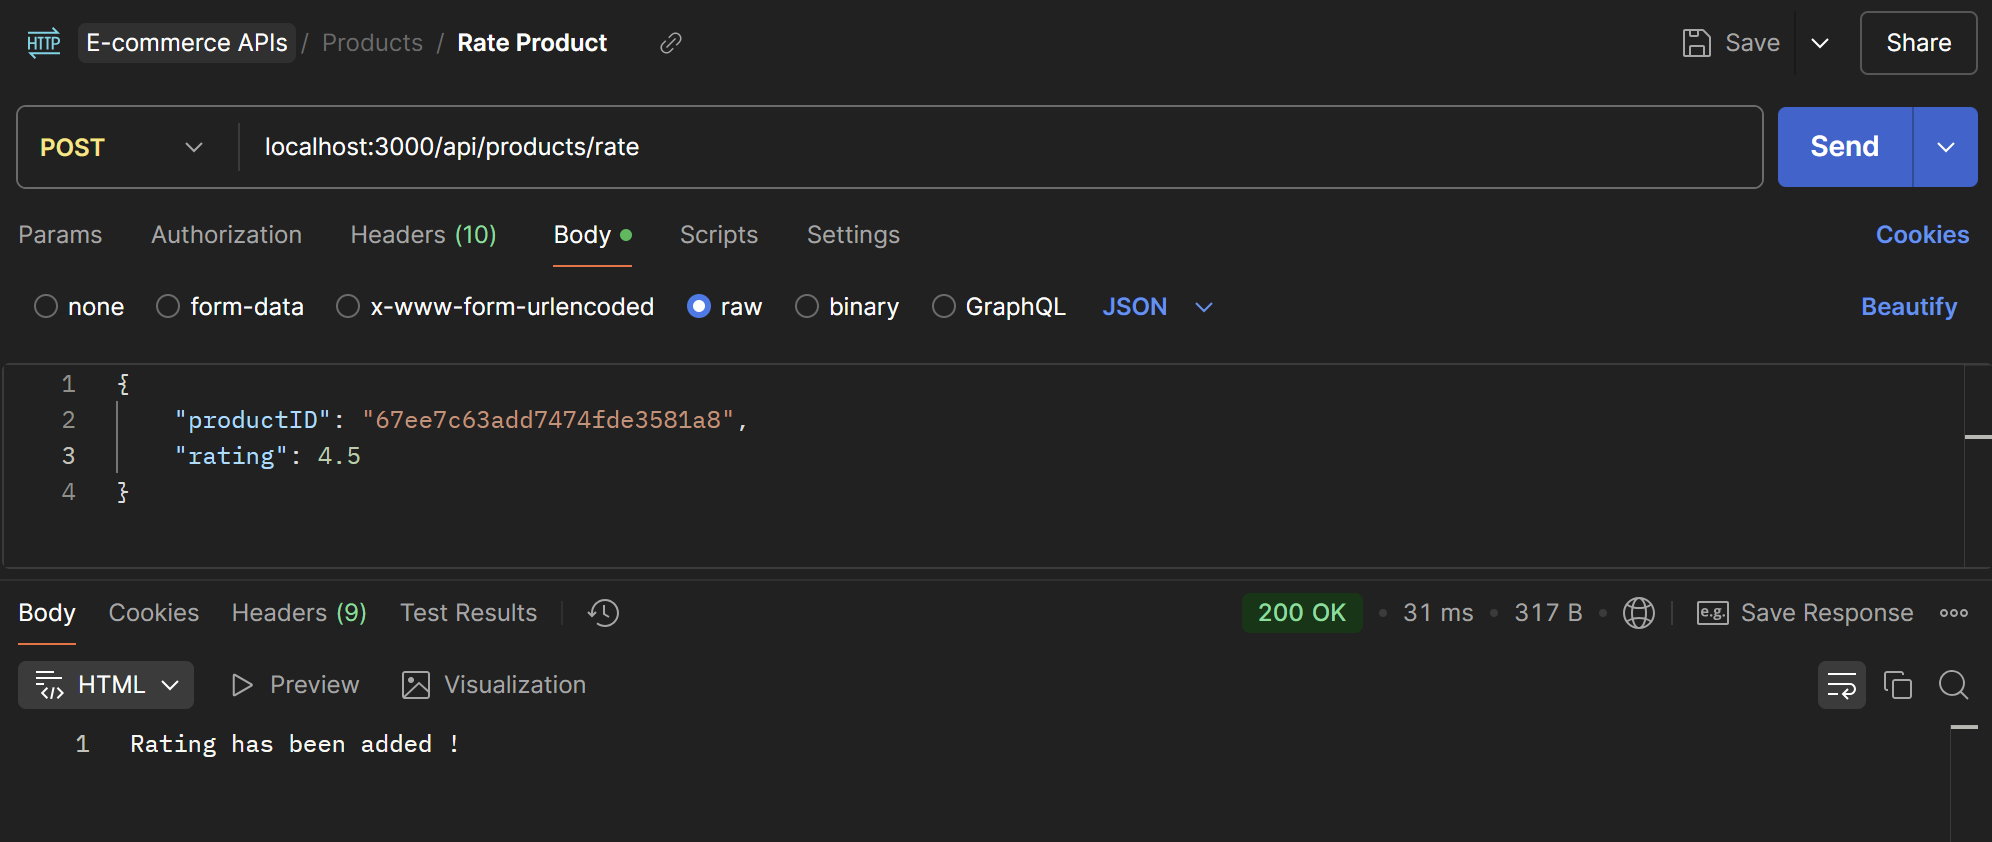 HTTP E-commerce APIs / Products / Rate Product Save Share
POST localhost:3000/api/products/rate Send
Params Authorization Headers (10) Body Scripts Settings Cookies
none form-data x-www-form-urlencoded raw binary GraphQL JSON Beautify
1 {
2 "productID": "67ee7c63add7474fde3581a8",
3 "rating": 4.5
4 }
Body Cookies Headers (9) Test Results 200 OK • 31 ms • 317 B • e.g. Save Response
HTML Preview Visualization
1 Rating has been added !